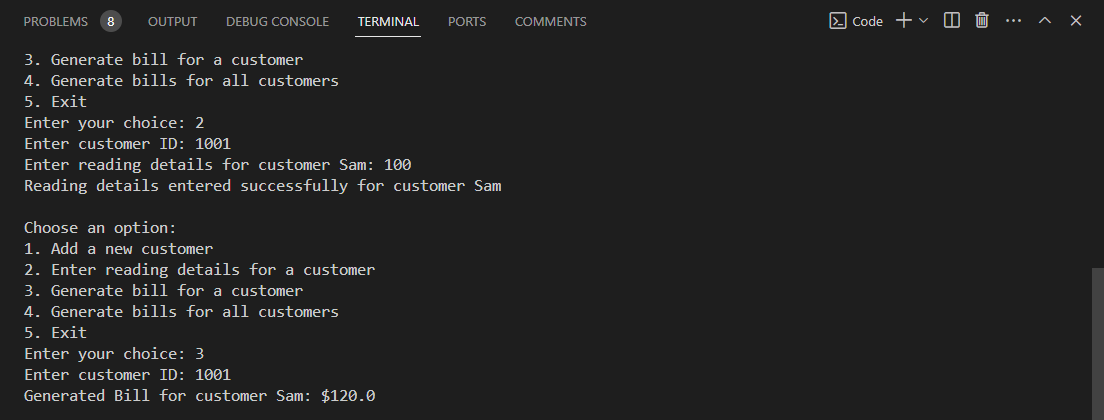 PROBLEMS 8 OUTPUT DEBUG CONSOLE TERMINAL PORTS COMMENTS Code
3. Generate bill for a customer
4. Generate bills for all customers
5. Exit
Enter your choice: 2
Enter customer ID: 1001
Enter reading details for customer Sam: 100
Reading details entered successfully for customer Sam
Choose an option:
1. Add a new customer
2. Enter reading details for a customer
3. Generate bill for a customer
4. Generate bills for all customers
5. Exit
Enter your choice: 3
Enter customer ID: 1001
Generated Bill for customer Sam: $120.0